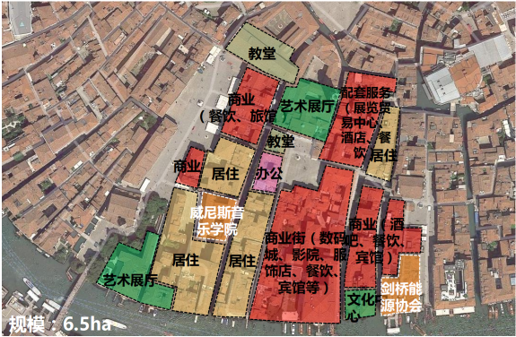 教堂
商业
（餐饮、旅馆
艺术展厅
配套服务
（展览贸
易中心、
酒店、餐
饮）
教堂
居住
商业
居住
办公
威尼斯音
乐学院
商业街（数码
城、影院、服
饰店、餐饮、
宾馆等）
商业（酒
吧、餐饮、
宾馆）
艺术展厅
居住
居住
文化中
心
剑桥能
源协会
规模：6.5ha